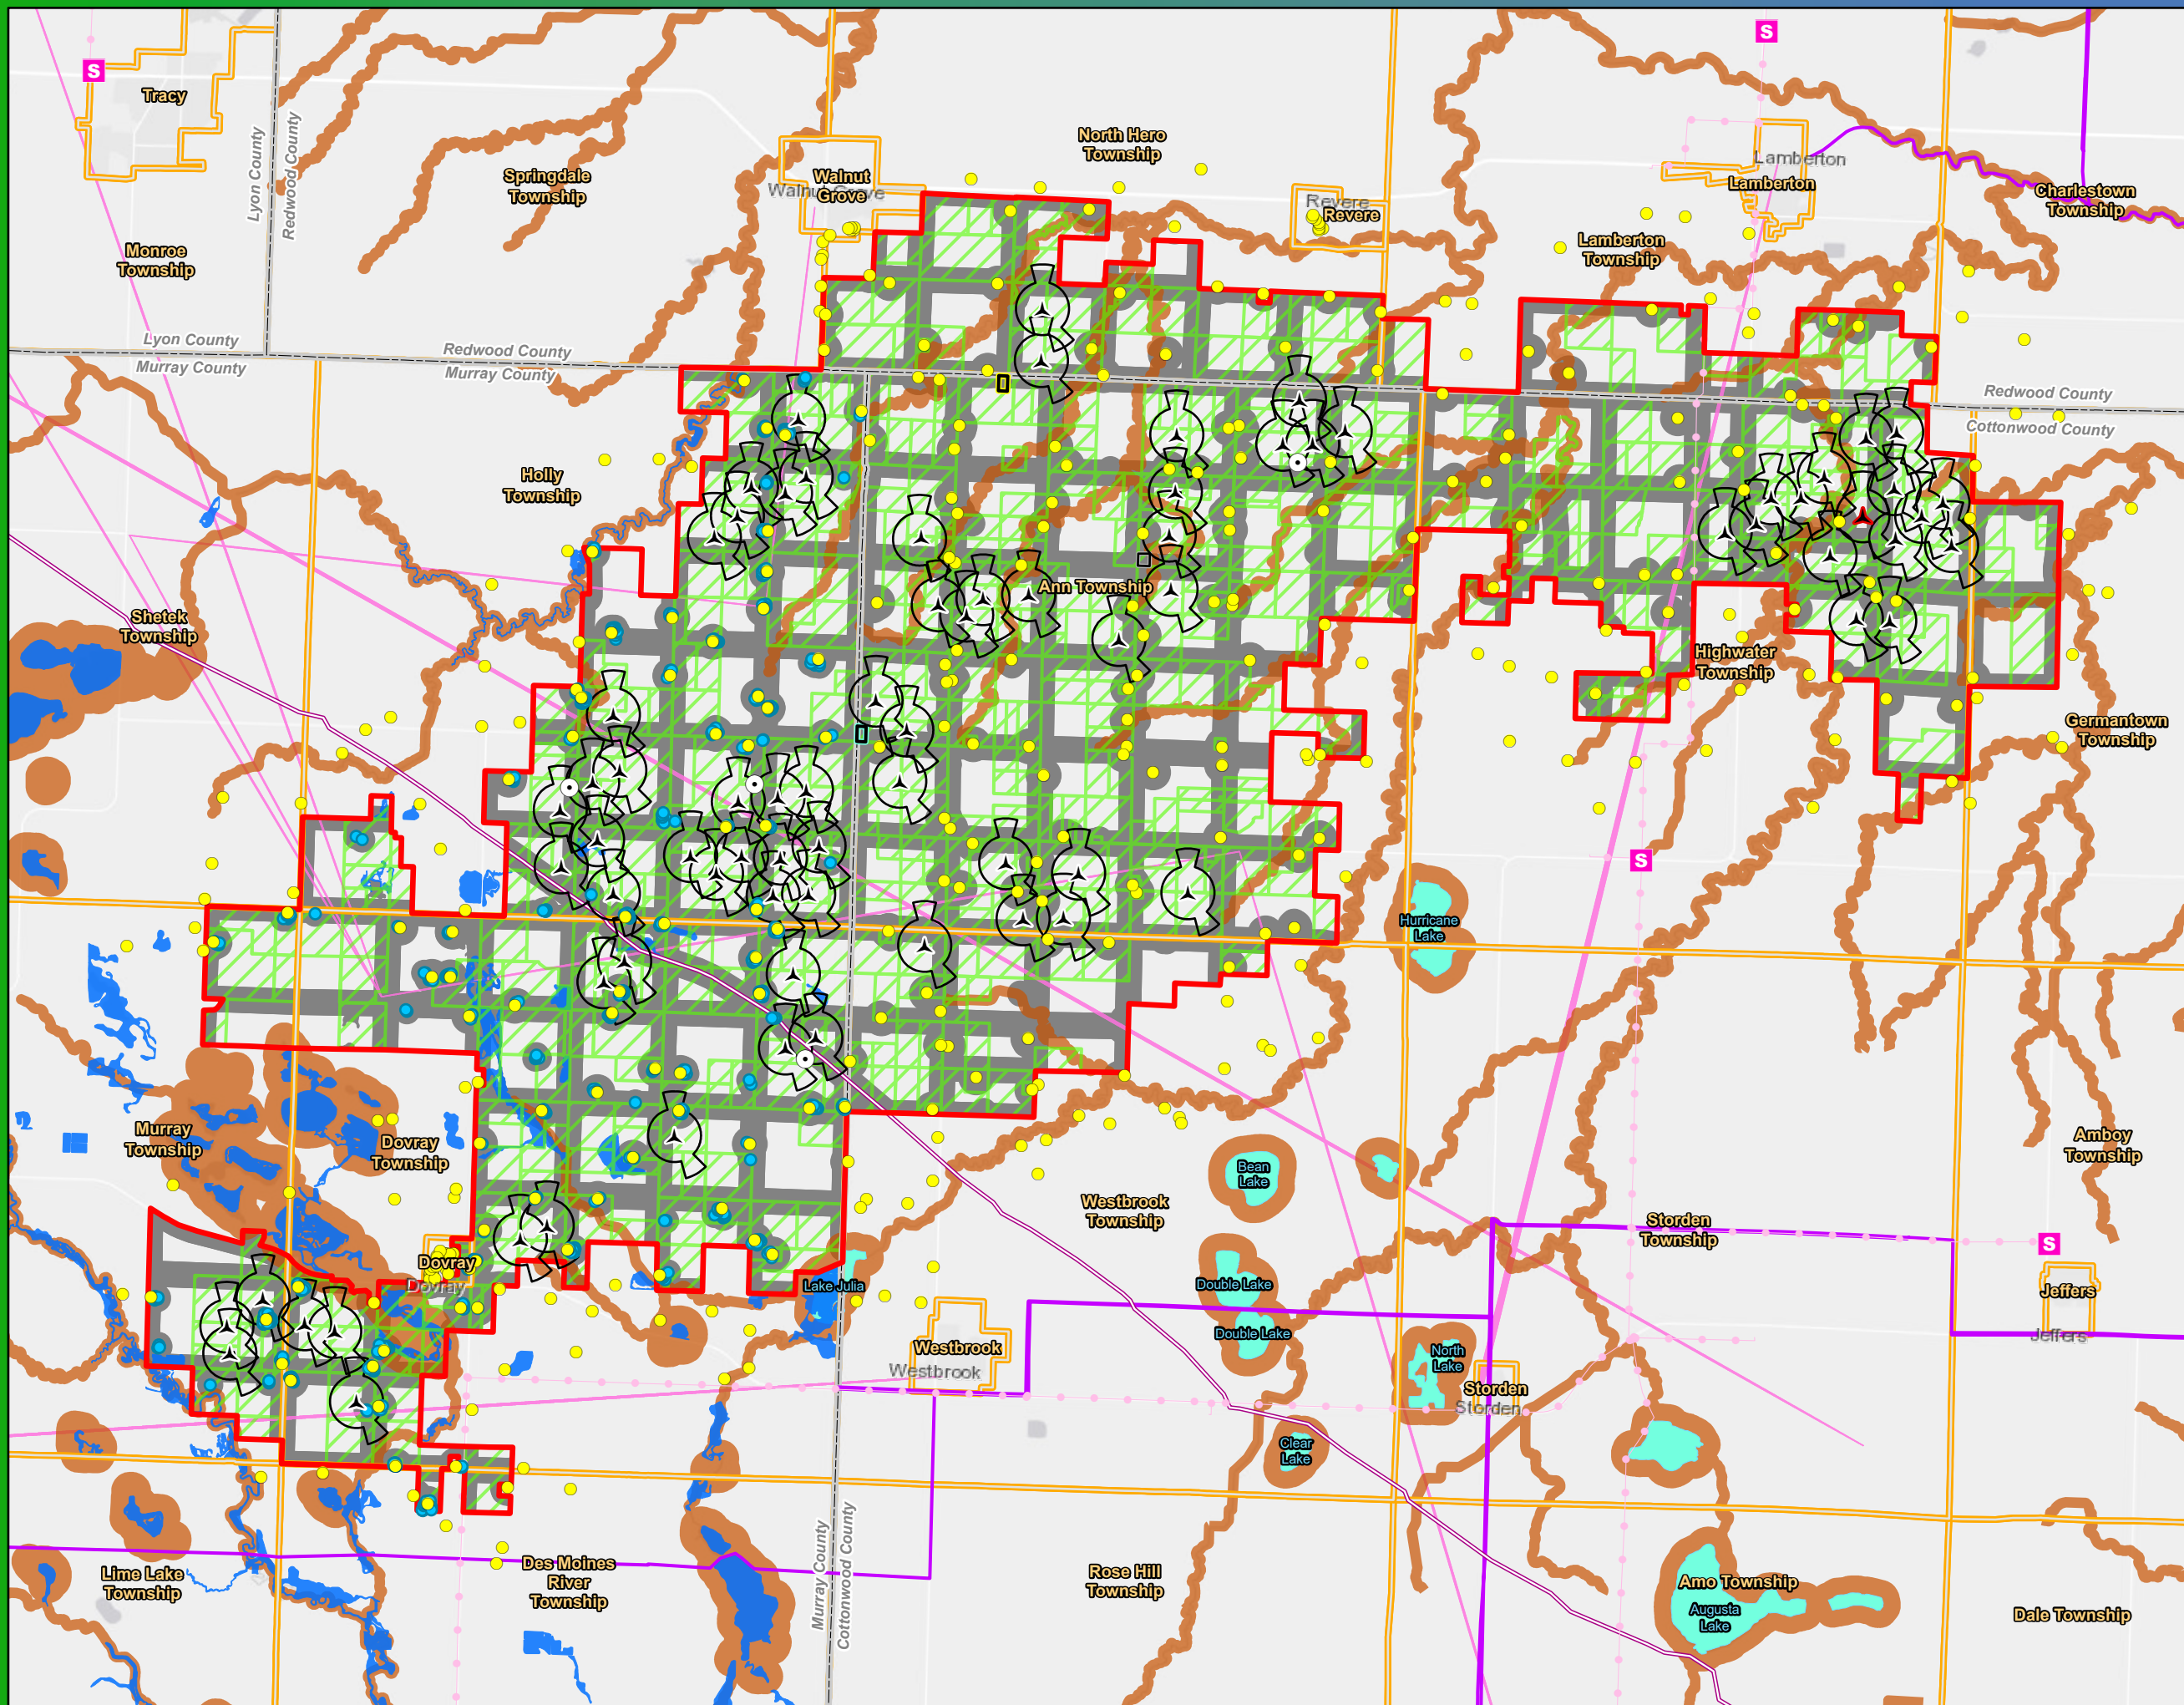 S
S
Tracy
Lyon County
Redwood County
North Hero
Township
Lamberton
Lamberton
Springdale
Township
Walnut
Grove
Walnut Grove
Revere
Revere
Charlestown
Township
Monroe
Township
Lamberton
Township
Lyon County
Murray County
Redwood County
Murray County
Redwood County
Cottonwood County
Holly
Township
Ann Township
Shetek
Township
Highwater
Township
Germantown
Township
S
Hurricane
Lake
Murray
Township
Dovray
Township
Amboy
Township
Bean
Lake
Westbrook
Township
Storden
Township
S
Dovray
Dovray
Lake Julia
Double Lake
Jeffers
Double Lake
Jeffers
Westbrook
Westbrook
North
Lake
Storden
Storden
Clear
Lake
Murray County
Cottonwood County
Lime Lake
Township
Des Moines
River
Township
Rose Hill
Township
Amo Township
Augusta
Lake
Dale Township